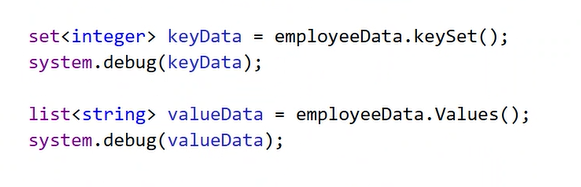 set<integer> keyData = employeeData.keySet();
system.debug(keyData);
list<string> valueData = employeeData.Values();
system.debug(valueData);